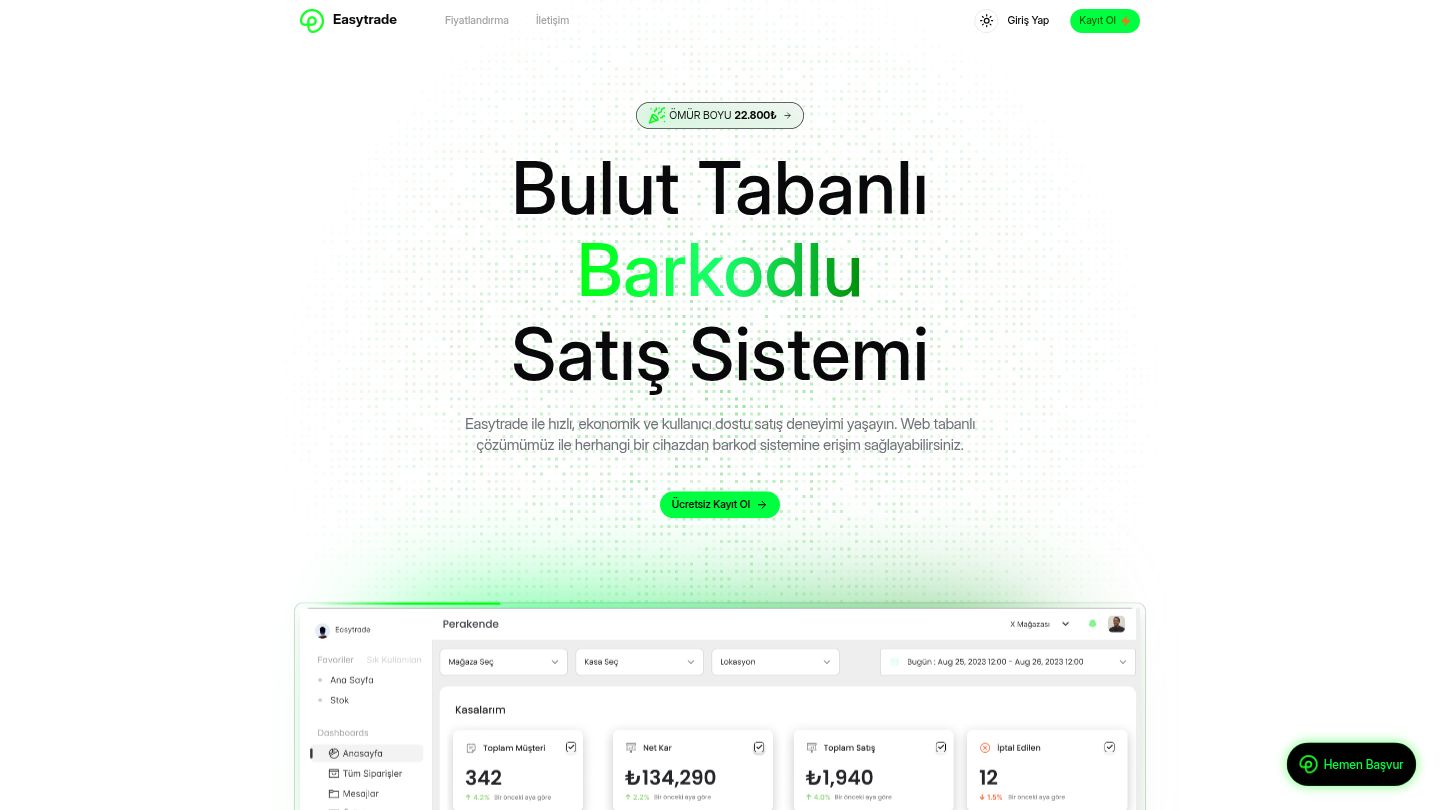 Easytrade
Fiyatlandırma
İletişim
Giriş Yap
Kayıt Ol
ÖMÜR BOYU 22.800₺ →
Bulut Tabanlı
Barkodlu
Satış Sistemi
Easytrade ile hızlı, ekonomik ve kullanıcı dostu satış deneyimi yaşayın. Web tabanlı
çözümümüz ile herhangi bir cihazdan barkod sistemine erişim sağlayabilirsiniz.
Ücretsiz Kayıt Ol →
Easytrade
Perakende
X Mağazası
Favoriler
Sık Kullanılan
Ana Sayfa
Stok
Mağaza Seç
Kasa Seç
Lokasyon
Bugün : Aug 25, 2023 12:00 - Aug 26, 2023 12:00
Kasalarım
Dashboards
Anasayfa
Tüm Siparişler
Mesajlar
Toplam Müşteri
342
↑ 4.2% Bir önceki aya göre
Net Kar
₺134,290
↑ 2.2% Bir önceki aya göre
Toplam Satış
₺1,940
↑ 4.0% Bir önceki aya göre
İptal Edilen
12
↓ 1.5% Bir önceki aya göre
Hemen Başvur